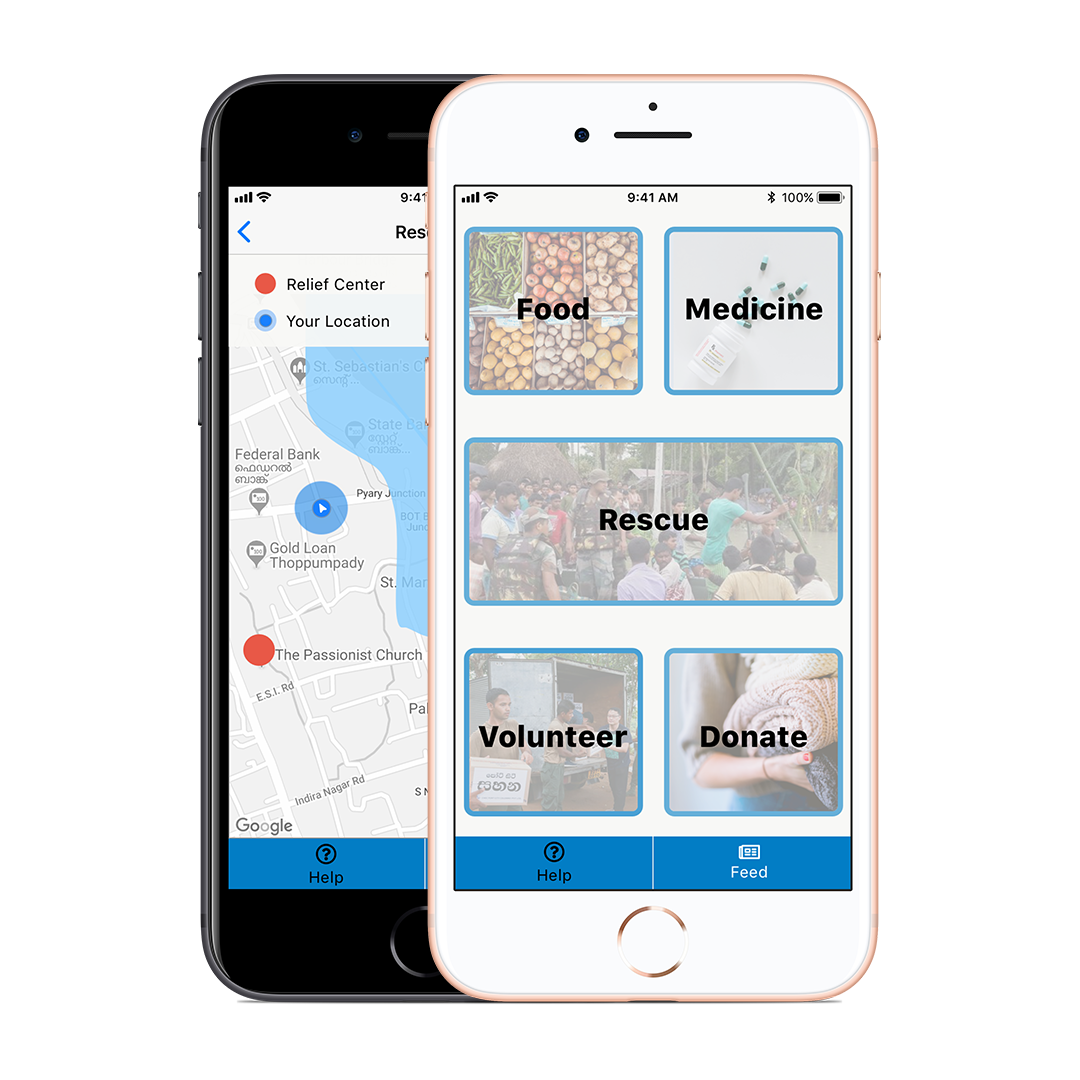 9:41
Res
Relief Center
Your Location
St. Sebastian's C
സെന്റ് ...
State Ba
സ്റ്റേറ്റ്
ബാങ്ക്...
Federal Bank
ഫെഡറൽ
ബാങ്ക്
Pyary Junction
BOT B
Junc
Gold Loan
Thoppumpady
St. Mar
The Passionist Church
E.S.I. Rd
Pal
Indira Nagar Rd
S N
Google
Help
9:41 AM
100%
Food
Medicine
Rescue
Volunteer
සහන
Donate
Help
Feed